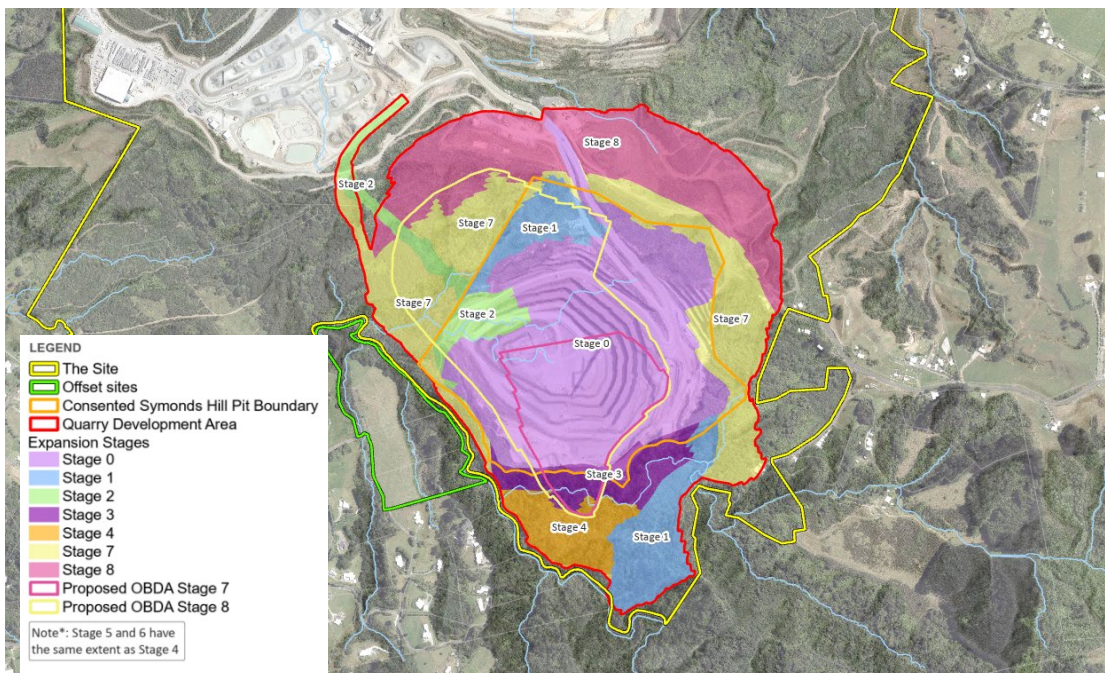 Stage 8
Stage 2
Stage 7
Stage 1
Stage 7
Stage 2
Stage 7
Stage 0
Stage 3
Stage 4
Stage 1
LEGEND
The Site
Offset sites
Consented Symonds Hill Pit Boundary
Quarry Development Area
Expansion Stages
Stage 0
Stage 1
Stage 2
Stage 3
Stage 4
Stage 7
Stage 8
Proposed OBDA Stage 7
Proposed OBDA Stage 8
Note*: Stage 5 and 6 have
the same extent as Stage 4